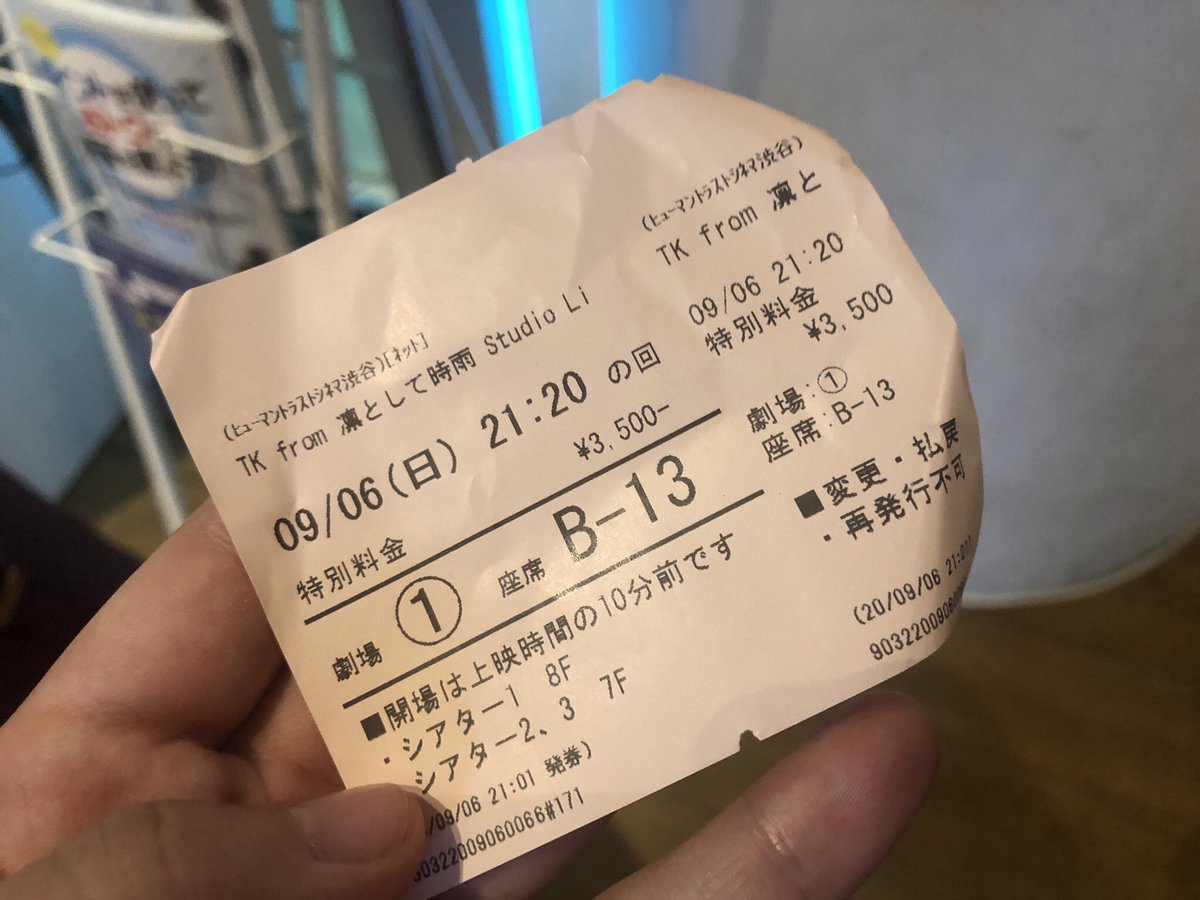 (ヒューマントラストシネマ渋谷)[ネット]
TK from 凛として時雨 Studio Li
09/06(日) 21:20 の回
特別料金 ¥3,500-
劇場 ① 座席 B-13
■開場は上映時間の10分前です
・シアター1 8F
シアター2、3 7F
/09/06 21:01 発券)
90322009060066#171
(ヒューマントラストシネマ渋谷)
TK from 凛と
09/06 21:20
特別料金
¥3,500
劇場:①
座席:B-13
■変更・払戻
・再発行不可
(20/09/06 21:01
903220090600